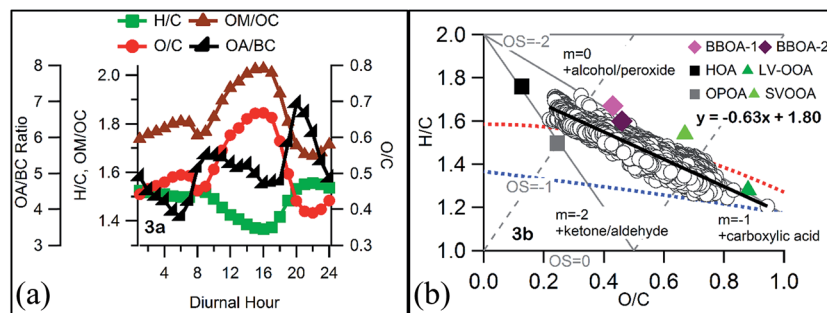 H/C OM/OC
O/C OA/BC
OA/BC Ratio
8
7
6
5
4
3
H/C, OM/OC
2.0
1.8
1.6
1.4
O/C
0.8
0.7
0.6
0.5
0.4
0.3
3a
4 8 12 16 20 24
Diurnal Hour
(a)
H/C
2.0
1.8
1.6
1.4
1.2
1.0
OS=-2
m=0
+alcohol/peroxide
BBOA-1 BBOA-2
HOA LV-OOA
OPOA SVOOA
y = -0.63x + 1.80
OS=-1
m=-2
+ketone/aldehyde
m=-1
+carboxylic acid
3b
OS=0
0.0 0.2 0.4 0.6 0.8 1.0
O/C
(b)